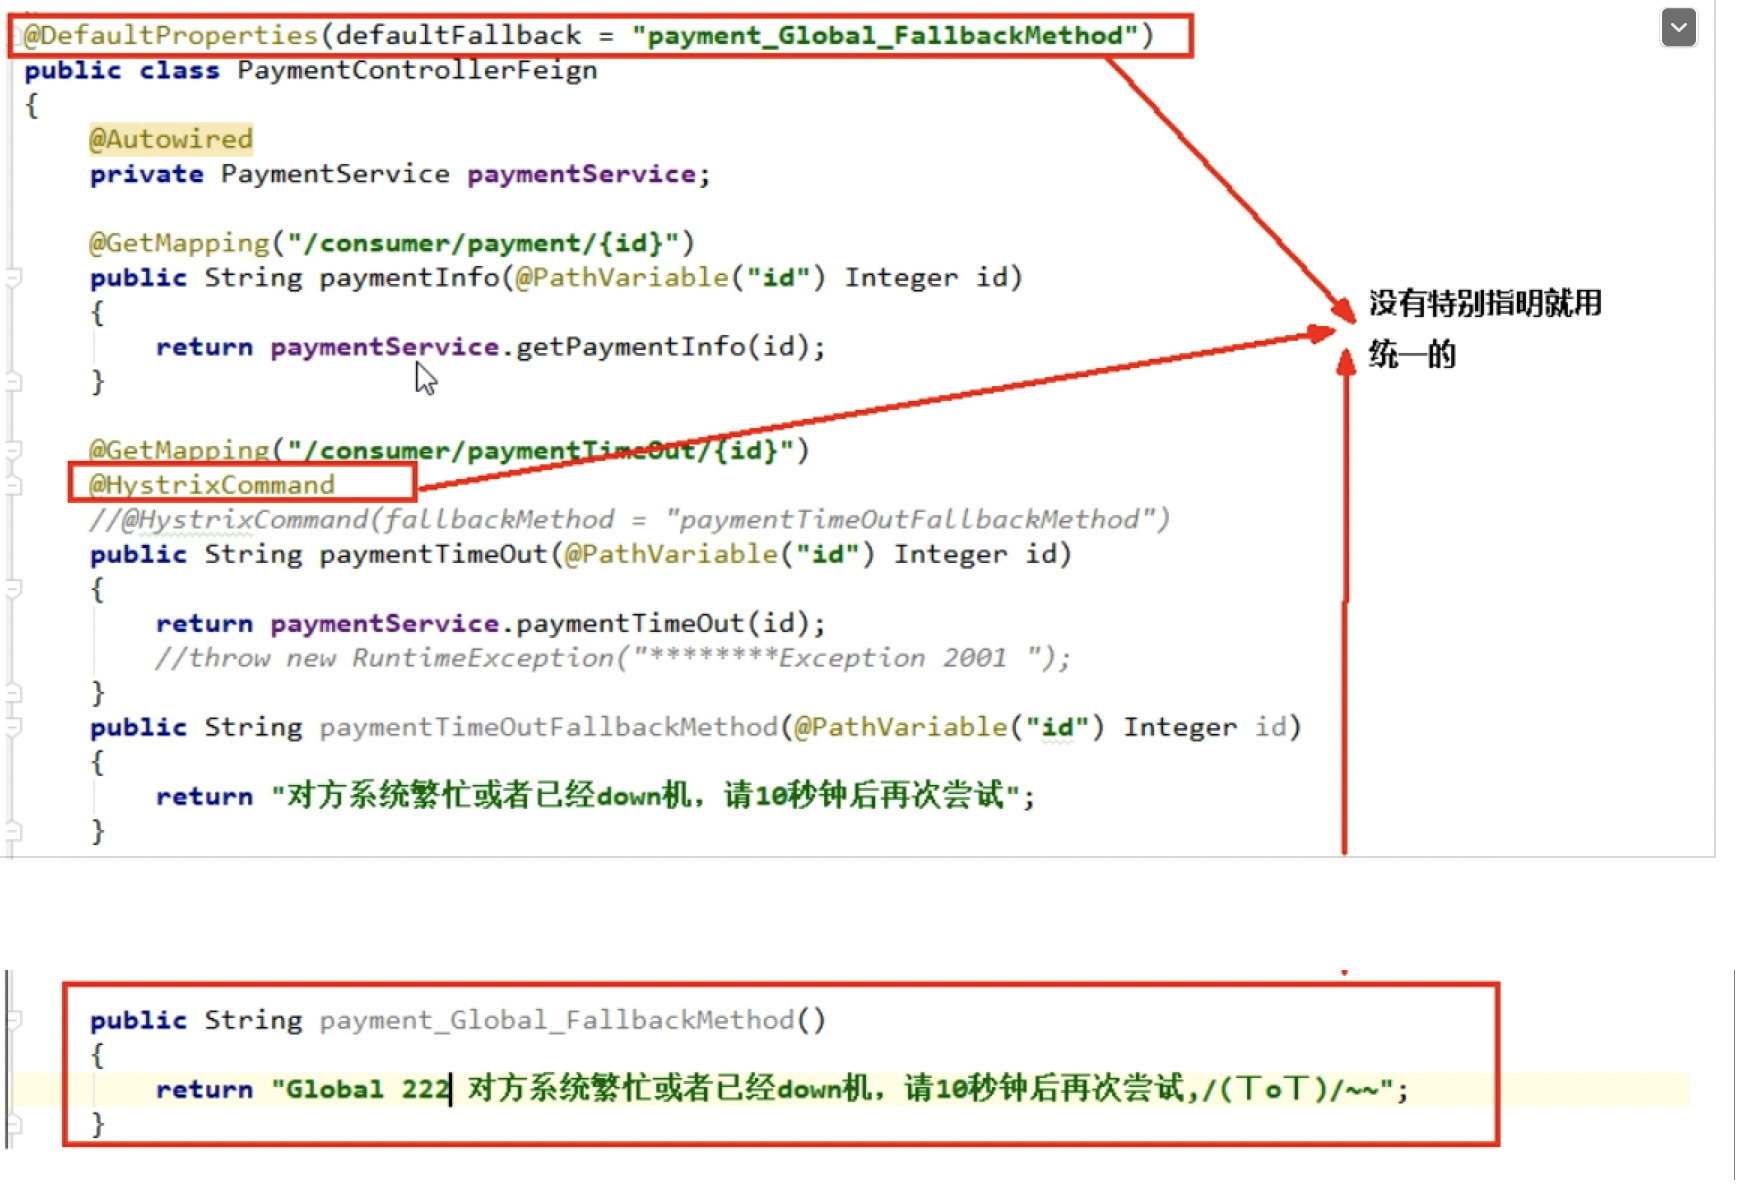 @DefaultProperties(defaultFallback = "payment_Global_FallbackMethod")
public class PaymentControllerFeign
{
@Autowired
private PaymentService paymentService;
@GetMapping("/consumer/payment/{id}")
public String paymentInfo(@PathVariable("id") Integer id)
{
return paymentService.getPaymentInfo(id);
}
没有特别指明就用
统一的
@GetMapping("/consumer/paymentTimeOut/{id}")
@HystrixCommand
//@HystrixCommand(fallbackMethod = "paymentTimeOutFallbackMethod")
public String paymentTimeOut(@PathVariable("id") Integer id)
{
return paymentService.paymentTimeOut(id);
//throw new RuntimeException("********Exception 2001 ");
}
public String paymentTimeOutFallbackMethod(@PathVariable("id") Integer id)
{
return "对方系统繁忙或者已经down机，请10秒钟后再次尝试";
}
public String payment_Global_FallbackMethod()
{
return "Global 222 对方系统繁忙或者已经down机，请10秒钟后再次尝试,/(ㄒoㄒ)/~~";
}